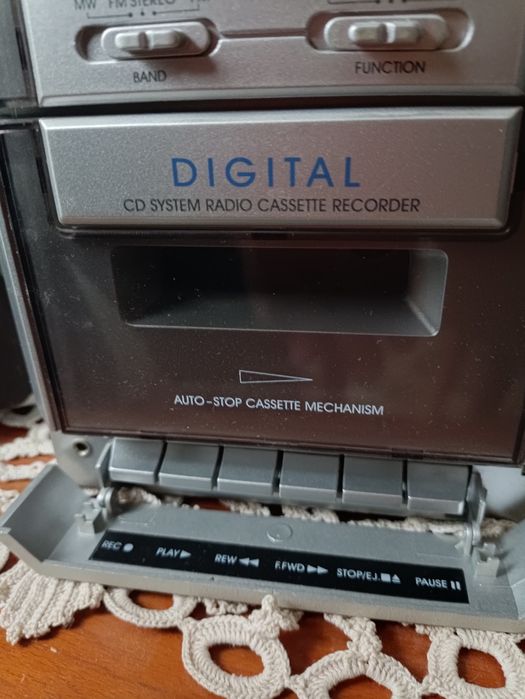 MW FM STEREO
BAND
FUNCTION
DIGITAL
CD SYSTEM RADIO CASSETTE RECORDER
AUTO-STOP CASSETTE MECHANISM
REC ● PLAY ▶ REW ◀◀ F.FWD ▶▶ STOP/EJ. ■ ⏏ PAUSE ❚❚